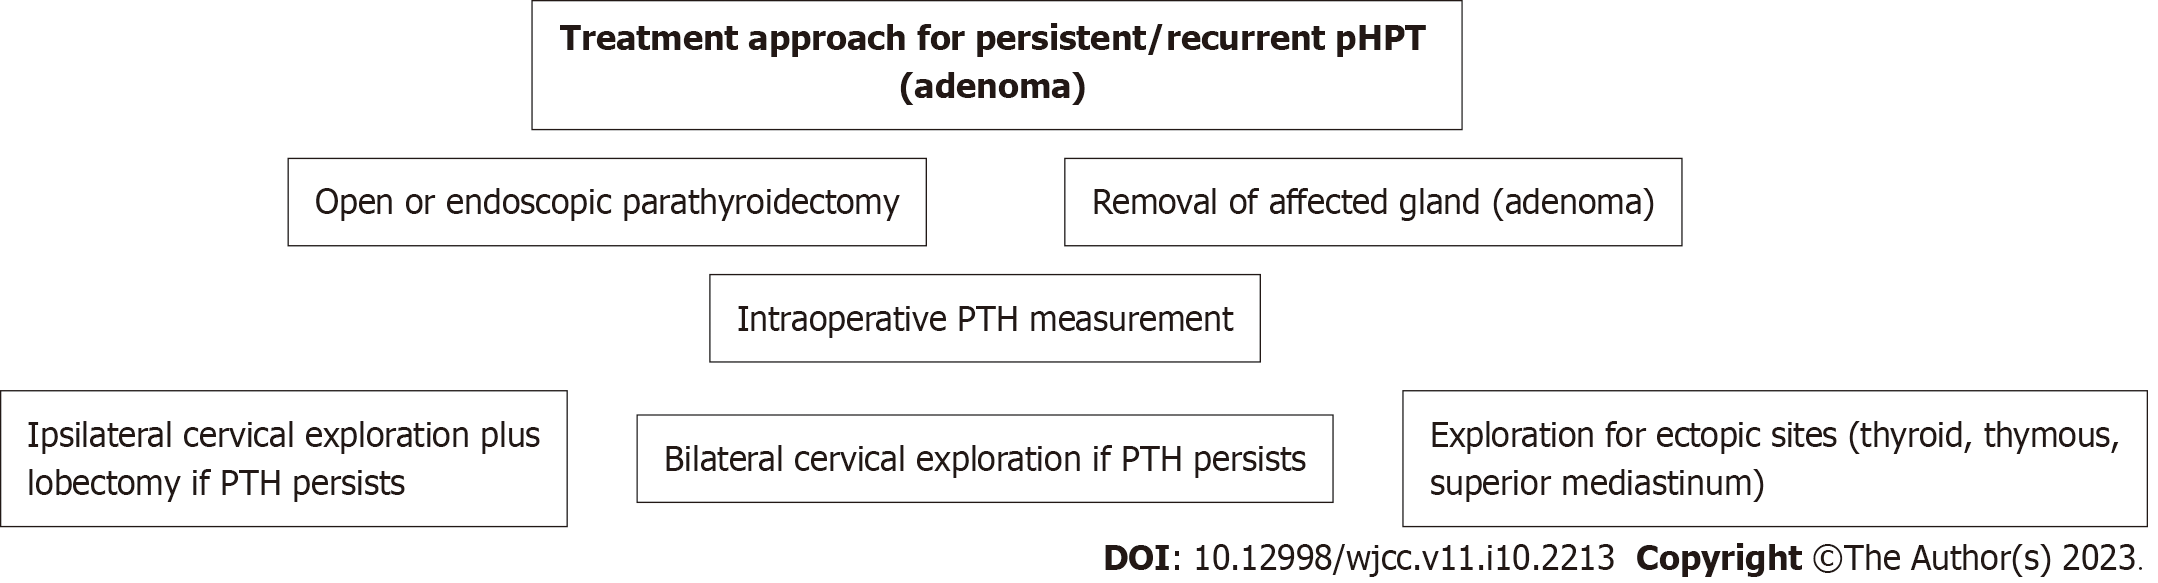 Treatment approach for persistent/recurrent pHPT
(adenoma)
Open or endoscopic parathyroidectomy
Removal of affected gland (adenoma)
Intraoperative PTH measurement
Ipsilateral cervical exploration plus
lobectomy if PTH persists
Bilateral cervical exploration if PTH persists
Exploration for ectopic sites (thyroid, thymous,
superior mediastinum)
DOI: 10.12998/wjcc.v11.i10.2213 Copyright ©The Author(s) 2023.